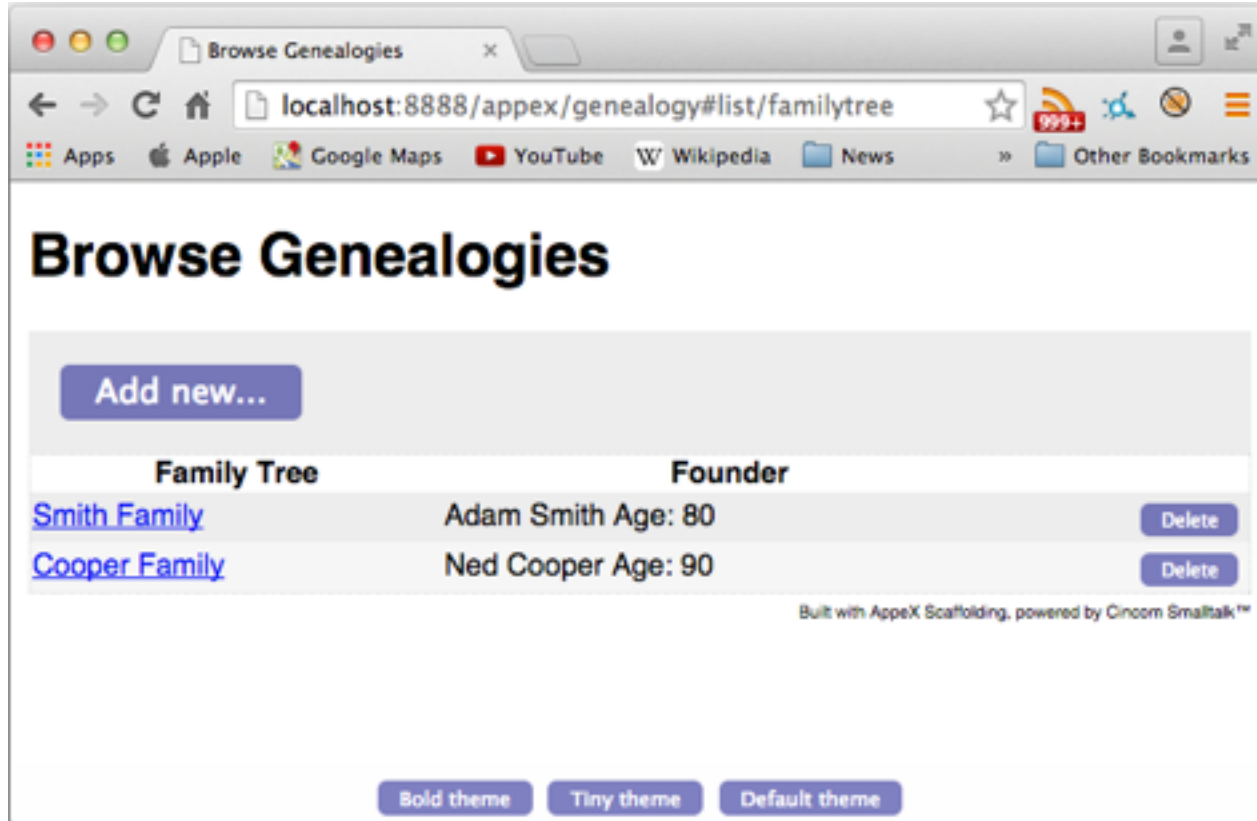 Browse Genealogies
localhost:8888/appex/genealogy#list/familytree
999+
Apps Apple Google Maps YouTube W Wikipedia News » Other Bookmarks
Browse Genealogies
Add new...
Family Tree Founder
Smith Family Adam Smith Age: 80 Delete
Cooper Family Ned Cooper Age: 90 Delete
Built with AppeX Scaffolding, powered by Cincom Smalltalk™
Bold theme Tiny theme Default theme